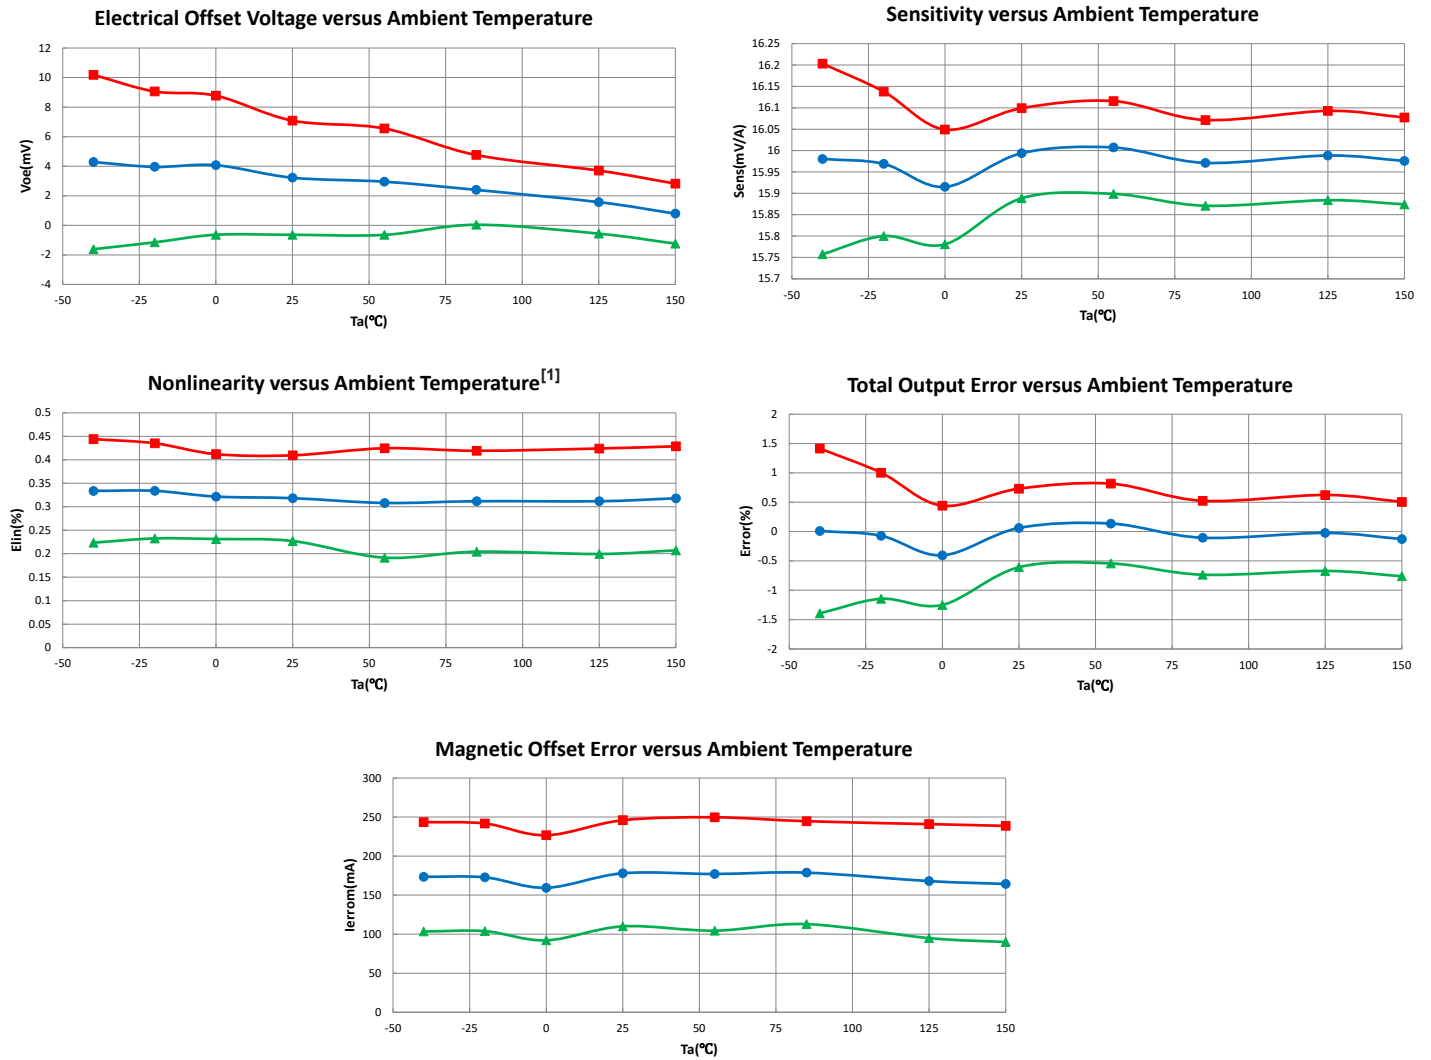 Electrical Offset Voltage versus Ambient Temperature
12
10
8
6
4
2
0
-2
-4
Voe(mV)
-50 -25 0 25 50 75 100 125 150
Ta(℃)
Sensitivity versus Ambient Temperature
16.25
16.2
16.15
16.1
16.05
16
15.95
15.9
15.85
15.8
15.75
15.7
Sens(mV/A)
-50 -25 0 25 50 75 100 125 150
Ta(℃)
Nonlinearity versus Ambient Temperature[1]
0.5
0.45
0.4
0.35
0.3
0.25
0.2
0.15
0.1
0.05
0
Elin(%)
-50 -25 0 25 50 75 100 125 150
Ta(℃)
Total Output Error versus Ambient Temperature
2
1.5
1
0.5
0
-0.5
-1
-1.5
-2
Error(%)
-50 -25 0 25 50 75 100 125 150
Ta(℃)
Magnetic Offset Error versus Ambient Temperature
300
250
200
150
100
50
0
Ierrom(mA)
-50 -25 0 25 50 75 100 125 150
Ta(℃)